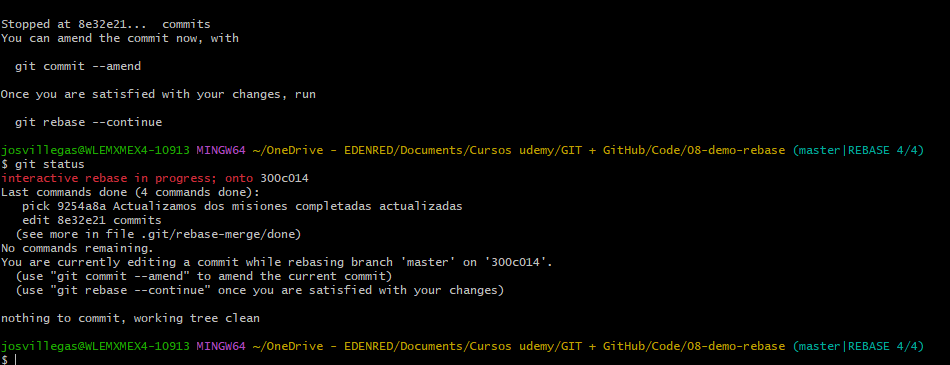 Stopped at 8e32e21...  commits
You can amend the commit now, with
  git commit --amend
Once you are satisfied with your changes, run
  git rebase --continue
josvillegas@WLEMXMEX4-10913 MINGW64 ~/OneDrive - EDENRED/Documents/Cursos udemy/GIT + GitHub/Code/08-demo-rebase (master|REBASE 4/4)
$ git status
interactive rebase in progress; onto 300c014
Last commands done (4 commands done):
   pick 9254a8a Actualizamos dos misiones completadas actualizadas
   edit 8e32e21 commits
  (see more in file .git/rebase-merge/done)
No commands remaining.
You are currently editing a commit while rebasing branch 'master' on '300c014'.
  (use "git commit --amend" to amend the current commit)
  (use "git rebase --continue" once you are satisfied with your changes)
nothing to commit, working tree clean
josvillegas@WLEMXMEX4-10913 MINGW64 ~/OneDrive - EDENRED/Documents/Cursos udemy/GIT + GitHub/Code/08-demo-rebase (master|REBASE 4/4)
$